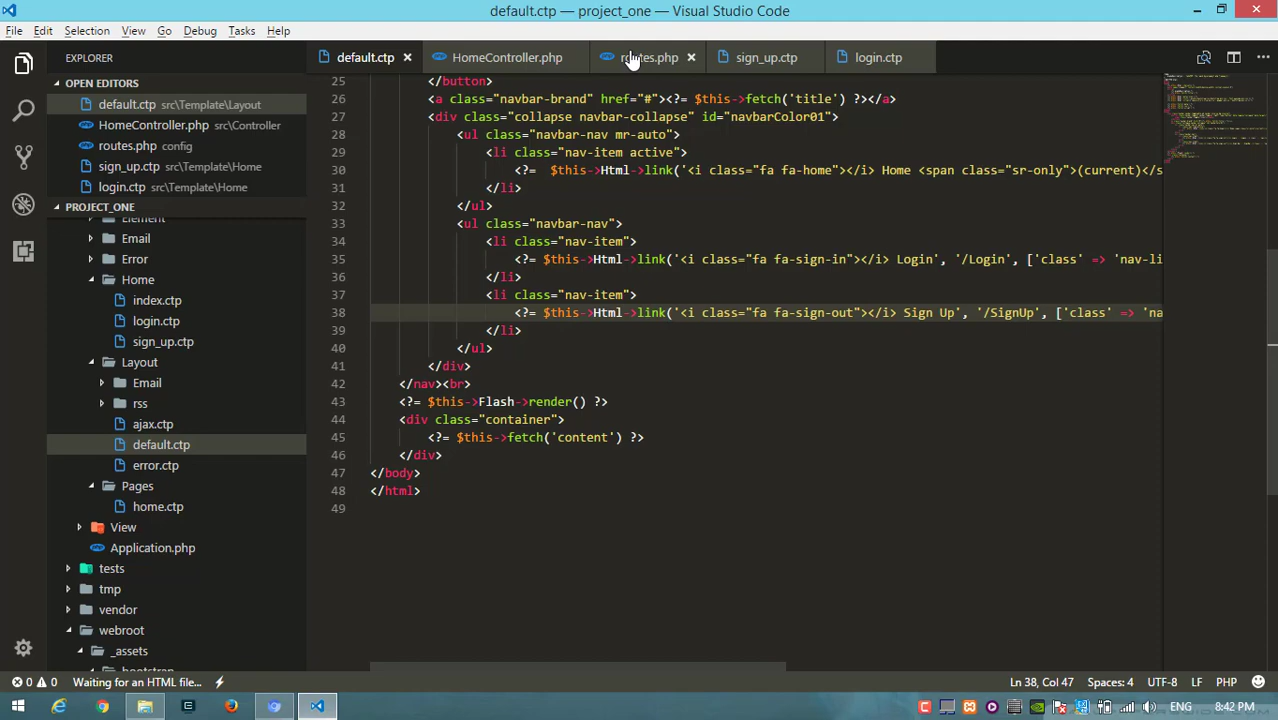 default.ctp — project_one — Visual Studio Code
File Edit Selection View Go Debug Tasks Help
EXPLORER
OPEN EDITORS
default.ctp src\Template\Layout
HomeController.php src\Controller
routes.php config
sign_up.ctp src\Template\Home
login.ctp src\Template\Home
PROJECT_ONE
Element
Email
Error
Home
index.ctp
login.ctp
sign_up.ctp
Layout
Email
rss
ajax.ctp
default.ctp
error.ctp
Pages
home.ctp
View
Application.php
tests
tmp
vendor
webroot
_assets
bootstrap
default.ctp HomeController.php routes.php sign_up.ctp login.ctp
25 </button>
26 <a class="navbar-brand" href="#"><?= $this->fetch('title') ?></a>
27 <div class="collapse navbar-collapse" id="navbarColor01">
28 <ul class="navbar-nav mr-auto">
29 <li class="nav-item active">
30 <?=  $this->Html->link('<i class="fa fa-home"></i> Home <span class="sr-only">(current)</s
31 </li>
32 </ul>
33 <ul class="navbar-nav">
34 <li class="nav-item">
35 <?= $this->Html->link('<i class="fa fa-sign-in"></i> Login', '/Login', ['class' => 'nav-li
36 </li>
37 <li class="nav-item">
38 <?= $this->Html->link('<i class="fa fa-sign-out"></i> Sign Up', '/SignUp', ['class' => 'na
39 </li>
40 </ul>
41 </div>
42 </nav><br>
43 <?= $this->Flash->render() ?>
44 <div class="container">
45 <?= $this->fetch('content') ?>
46 </div>
47 </body>
48 </html>
49
0 0 Waiting for an HTML file... Ln 38, Col 47 Spaces: 4 UTF-8 LF PHP
ENG 8:42 PM